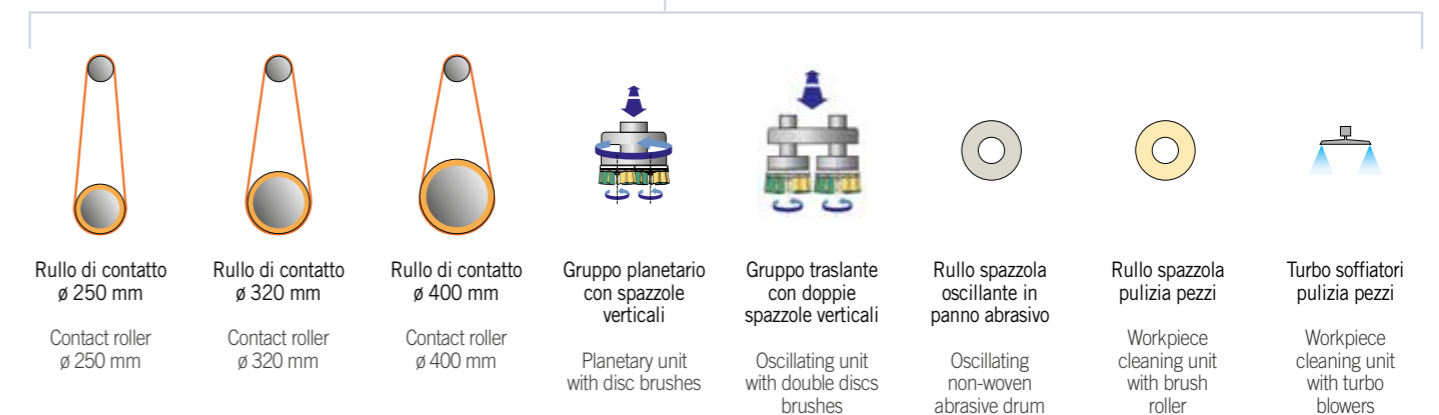 Rullo di contatto
ø 250 mm
Contact roller
ø 250 mm
Rullo di contatto
ø 320 mm
Contact roller
ø 320 mm
Rullo di contatto
ø 400 mm
Contact roller
ø 400 mm
Gruppo planetario
con spazzole
verticali
Planetary unit
with disc brushes
Gruppo traslante
con doppie
spazzole verticali
Oscillating unit
with double discs
brushes
Rullo spazzola
oscillante in
panno abrasivo
Oscillating
non-woven
abrasive drum
Rullo spazzola
pulizia pezzi
Workpiece
cleaning unit
with brush
roller
Turbo soffiatori
pulizia pezzi
Workpiece
cleaning unit
with turbo
blowers